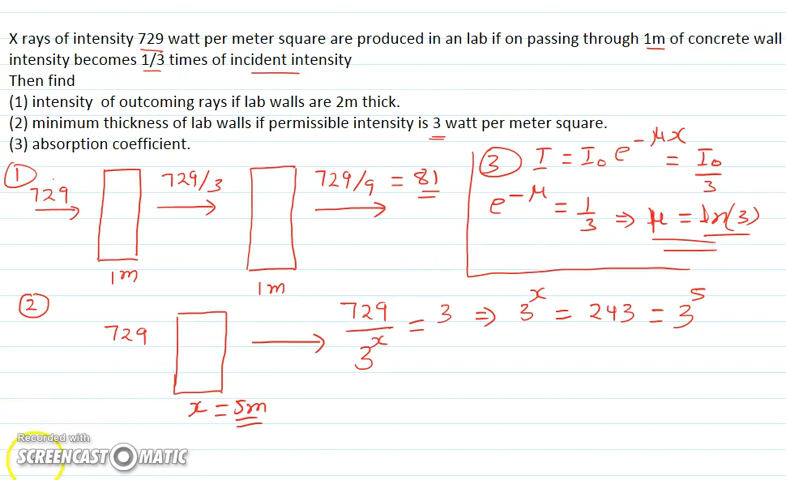 X rays of intensity 729 watt per meter square are produced in an lab if on passing through 1m of concrete wall
intensity becomes 1/3 times of incident intensity
Then find
(1) intensity of outcoming rays if lab walls are 2m thick.
(2) minimum thickness of lab walls if permissible intensity is 3 watt per meter square.
(3) absorption coefficient.
③ I = I₀ e^-μx = I₀/3
e^-μ = 1/3 ⇒ μ = ln(3)
① 729 729/3 729/9 = 81
1m 1m
② 729 729/3^x = 3 ⇒ 3^x = 243 = 3^5
x = 5m
Recorded with
SCREENCAST O MATIC